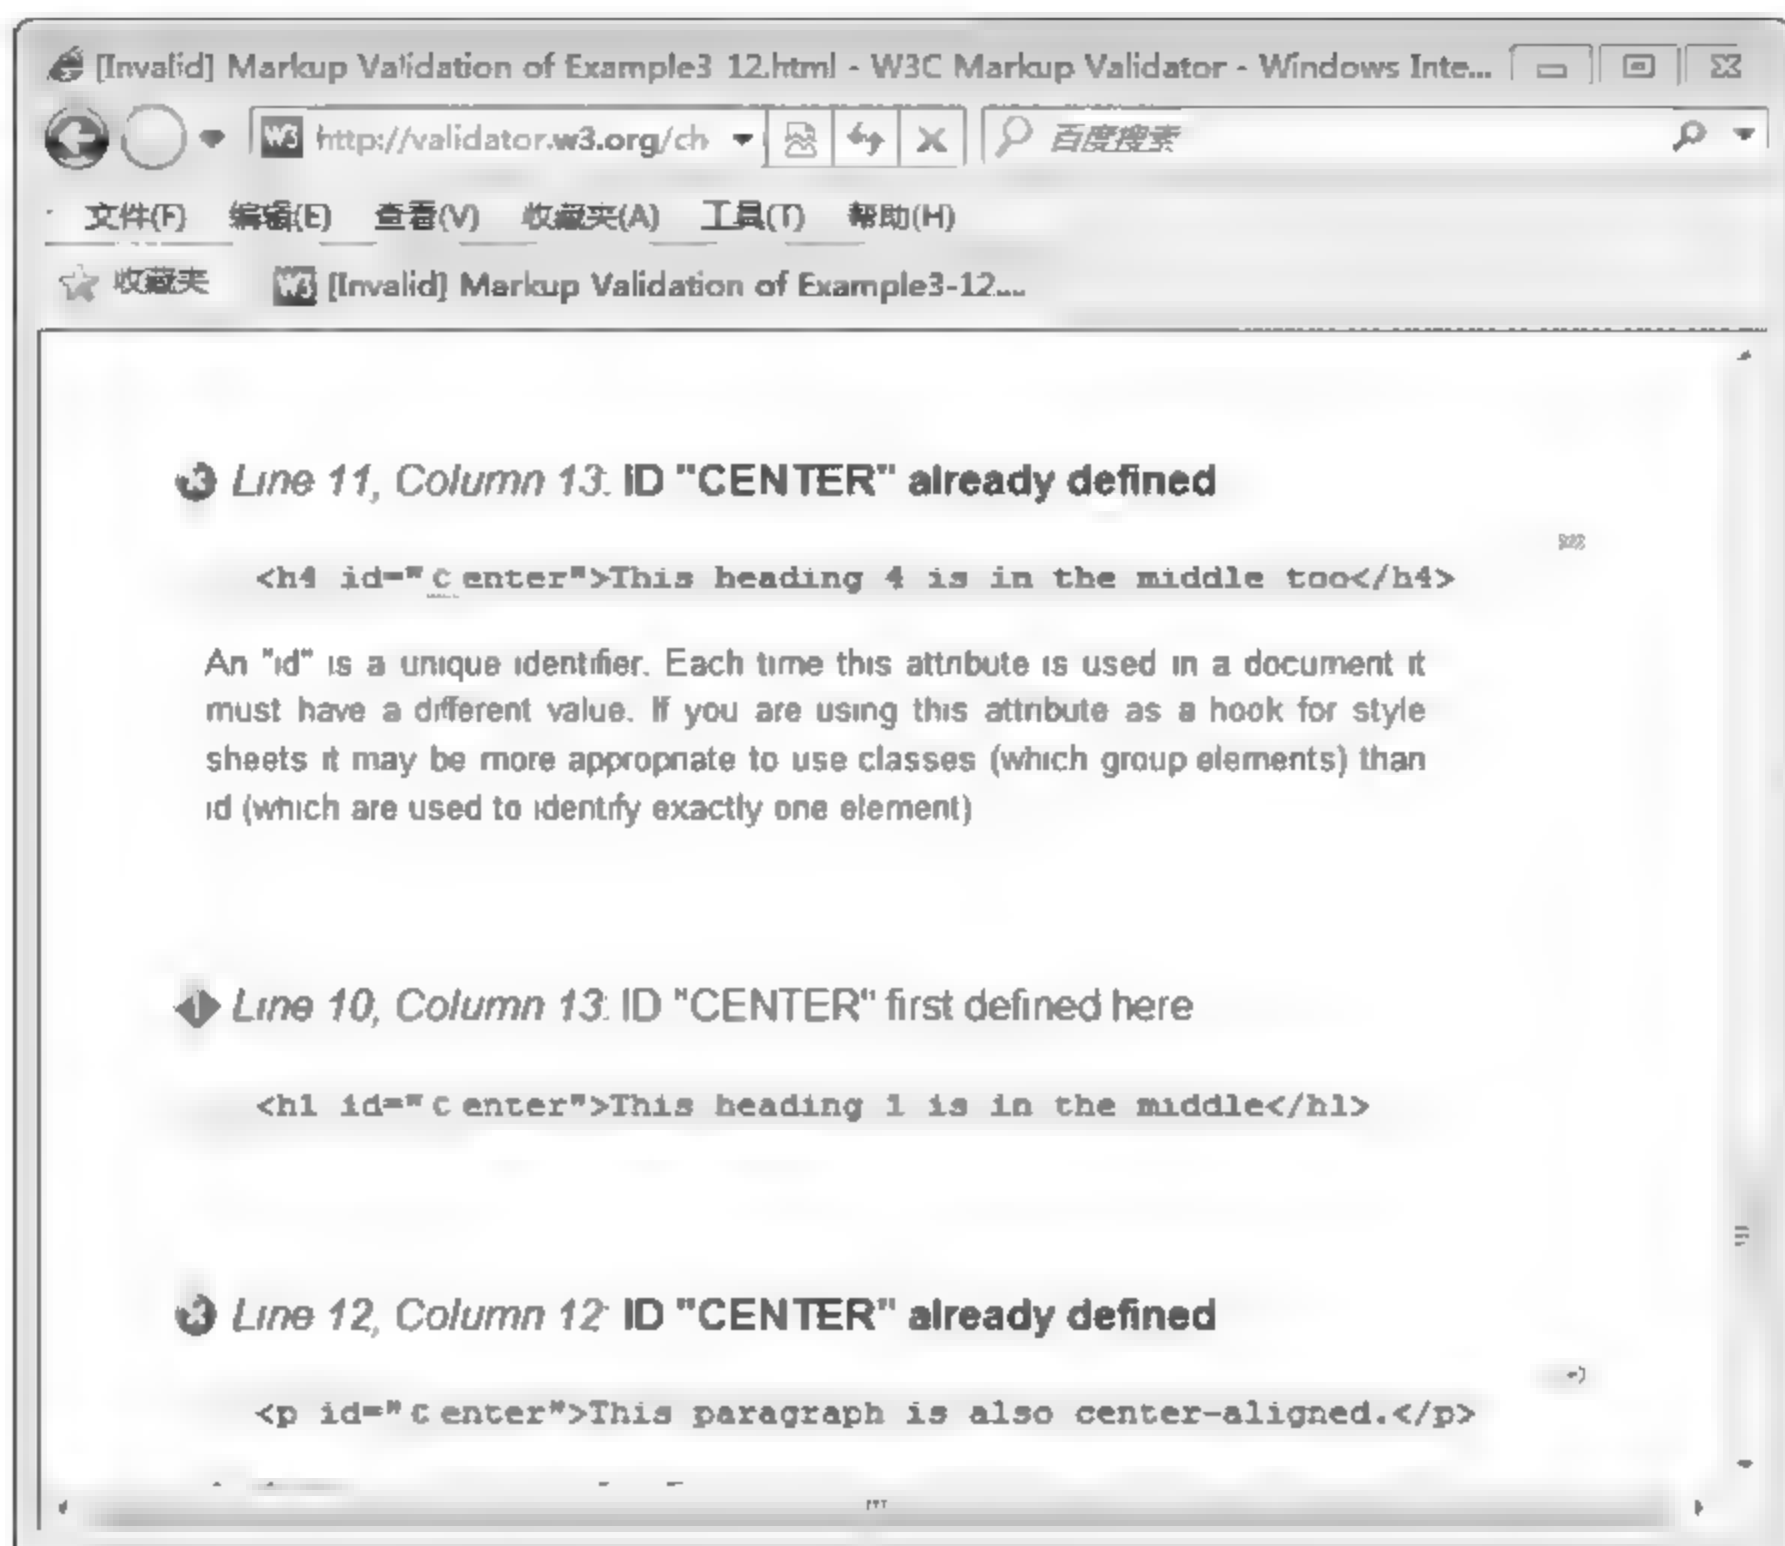 [Invalid] Markup Validation of Example3 12.html - W3C Markup Validator - Windows Inte...
http://validator.w3.org/ch 百度搜索
文件(F) 编辑(E) 查看(V) 收藏夹(A) 工具(T) 帮助(H)
收藏夹 [Invalid] Markup Validation of Example3-12....
Line 11, Column 13: ID "CENTER" already defined
<h4 id="center">This heading 4 is in the middle too</h4>
An "id" is a unique identifier. Each time this attribute is used in a document it
must have a different value. If you are using this attribute as a hook for style
sheets it may be more appropriate to use classes (which group elements) than
id (which are used to identify exactly one element)
Line 10, Column 13: ID "CENTER" first defined here
<h1 id="center">This heading 1 is in the middle</h1>
Line 12, Column 12: ID "CENTER" already defined
<p id="center">This paragraph is also center-aligned.</p>